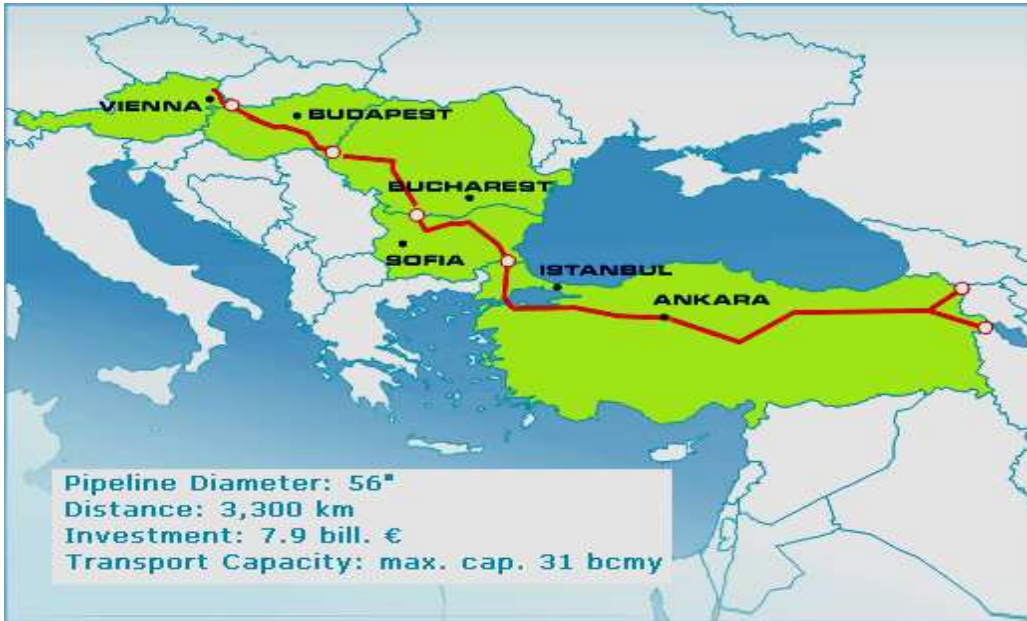 VIENNA
BUDAPEST
BUCHAREST
SOFIA
ISTANBUL
ANKARA
Pipeline Diameter: 56"
Distance: 3,300 km
Investment: 7.9 bill. €
Transport Capacity: max. cap. 31 bcmy